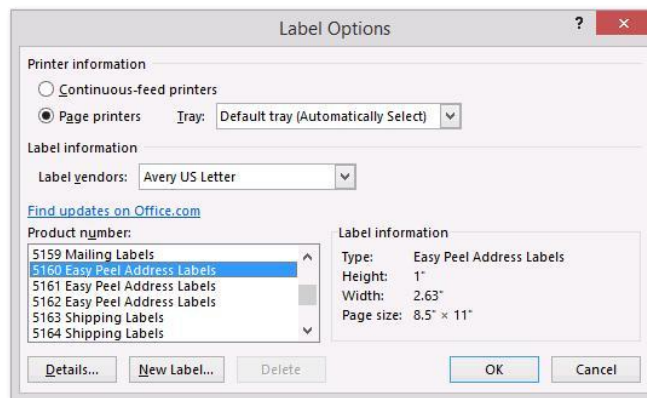 Label Options
? ×
Printer information
Continuous-feed printers
Page printers Tray: Default tray (Automatically Select)
Label information
Label vendors: Avery US Letter
Find updates on Office.com
Product number:
5159 Mailing Labels
5160 Easy Peel Address Labels
5161 Easy Peel Address Labels
5162 Easy Peel Address Labels
5163 Shipping Labels
5164 Shipping Labels
Label information
Type: Easy Peel Address Labels
Height: 1"
Width: 2.63"
Page size: 8.5" × 11"
Details... New Label... Delete OK Cancel